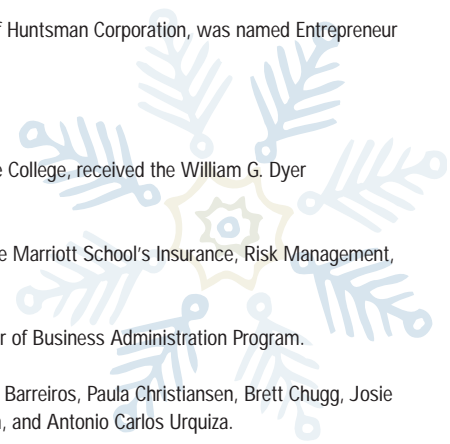 f Huntsman Corporation, was named Entrepreneur
e College, received the William G. Dyer
e Marriott School's Insurance, Risk Management,
r of Business Administration Program.
Barreiros, Paula Christiansen, Brett Chugg, Josie
, and Antonio Carlos Urquiza.